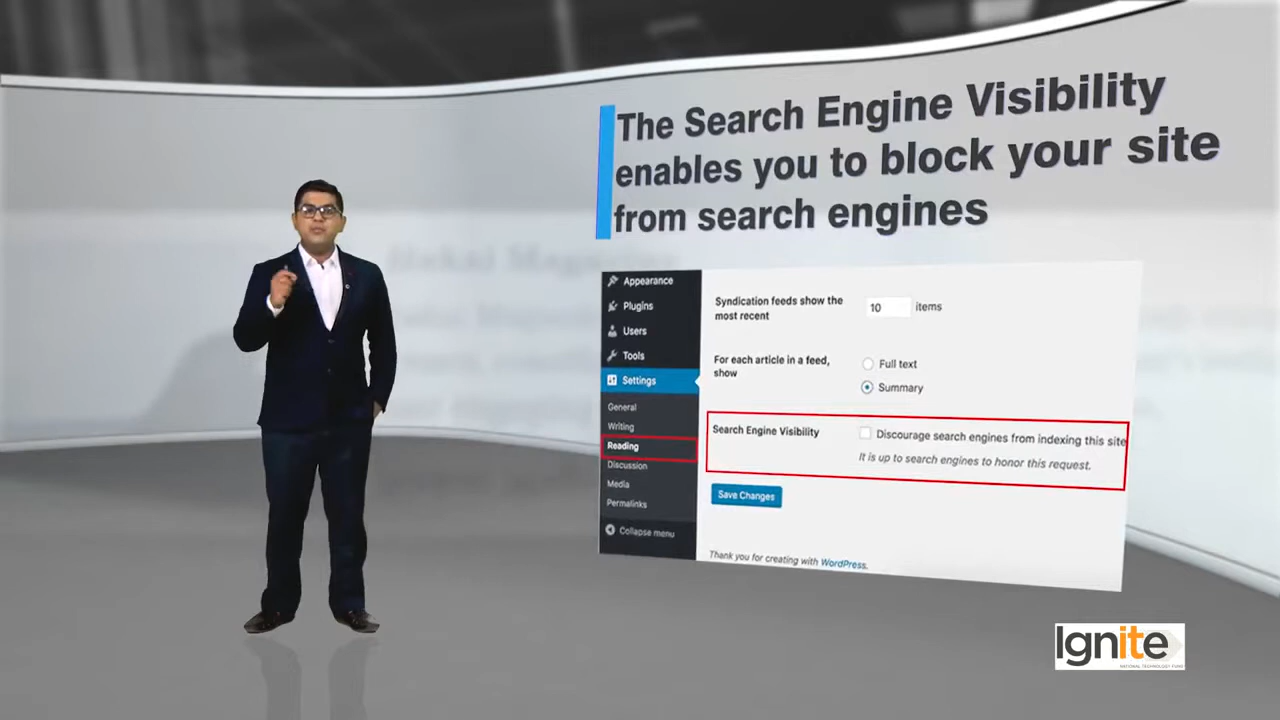 The Search Engine Visibility
enables you to block your site
from search engines
Appearance
Plugins
Users
Tools
Settings
General
Writing
Reading
Discussion
Media
Permalinks
Collapse menu
Syndication feeds show the
most recent
10 items
For each article in a feed,
show
Full text
Summary
Search Engine Visibility
Discourage search engines from indexing this site
It is up to search engines to honor this request.
Save Changes
Thank you for creating with WordPress.
Ignite
NATIONAL TECHNOLOGY FUND